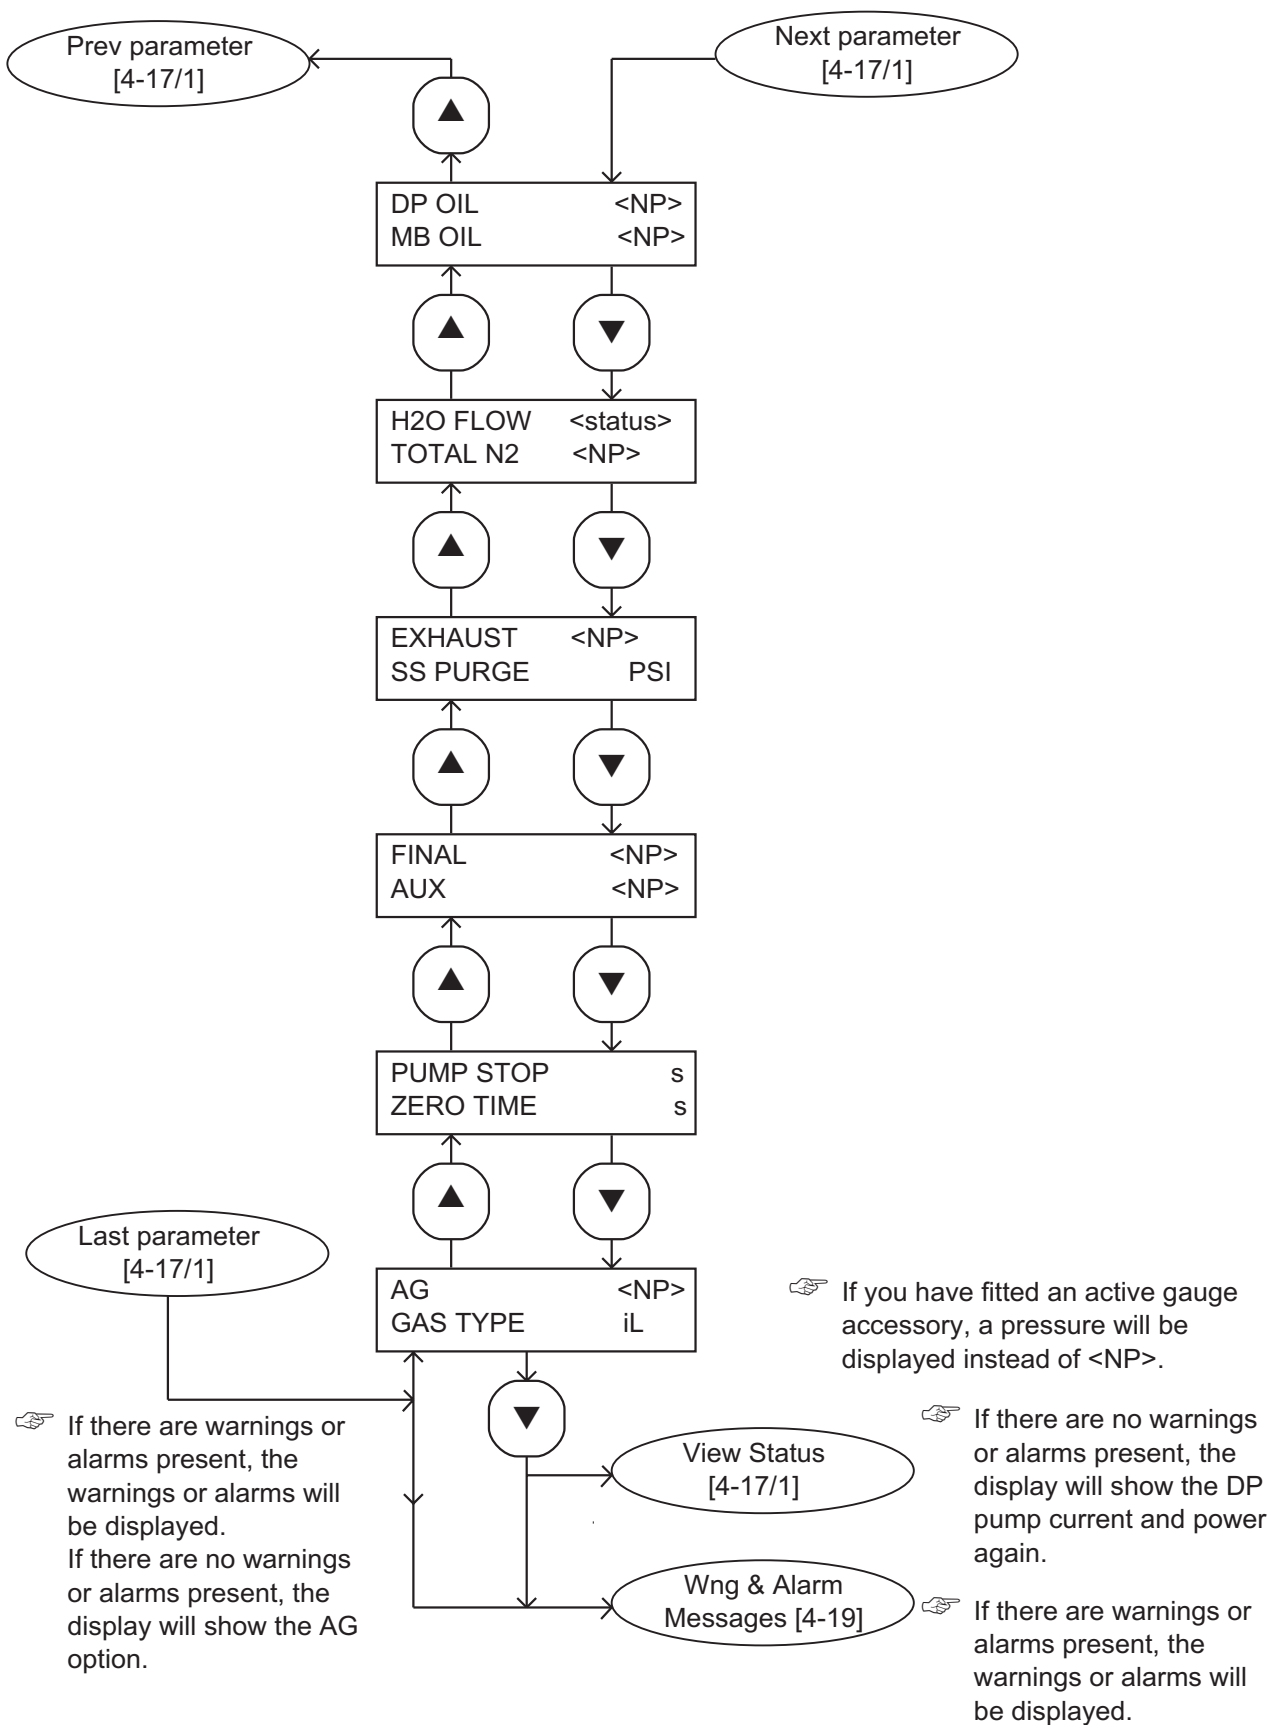 Prev parameter
[4-17/1]
Next parameter
[4-17/1]
DP OIL <NP>
MB OIL <NP>
H2O FLOW <status>
TOTAL N2 <NP>
EXHAUST <NP>
SS PURGE PSI
FINAL <NP>
AUX <NP>
PUMP STOP s
ZERO TIME s
Last parameter
[4-17/1]
AG <NP>
GAS TYPE iL
If you have fitted an active gauge
accessory, a pressure will be
displayed instead of <NP>.
If there are warnings or
alarms present, the
warnings or alarms will
be displayed.
If there are no warnings
or alarms present, the
display will show the AG
option.
View Status
[4-17/1]
If there are no warnings
or alarms present, the
display will show the DP
pump current and power
again.
Wng & Alarm
Messages [4-19]
If there are warnings or
alarms present, the
warnings or alarms will
be displayed.